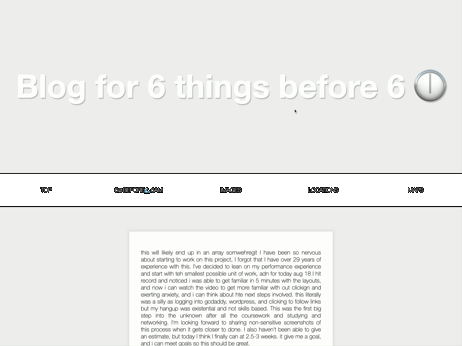 Blog for 6 things before 6
TOP IMAGES LOCATIONS INFO
this will likely end up in an array somwehregit I have been so nervous
about starting to work on this project, I forgot that I have over 29 years of
experience with this. I've decided to lean on my performance experience
and start with teh smallest possible unit of work, adn for today aug 18 I hit
record and noticed i was able to get familiar in 5 minutes with the layouts,
and now i can watch the video to get more familiar with out clickign and
exerting anxiety, and i can think about hte next steps involved. this literally
was a silly as logging into godaddy, wordpress, and clicking to follow links
but my hangup was existential and not skills based. This was the first big
step into the unknown after all the coursework and studying and
networking. I'm looking forward to sharing non-sensitive screenshots of
this process when it gets closer to done. I also haven't been able to give
an estimate, but today I think I finally can at 2.5-3 weeks. it give me a goal,
and I can meet goals so this should be great.